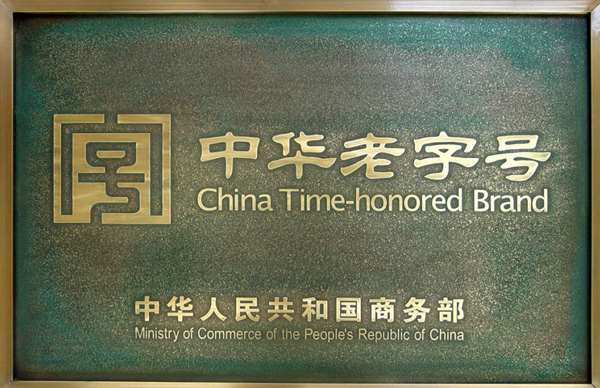 中华老字号
China Time-honored Brand
中华人民共和国商务部
Ministry of Commerce of the People's Republic of China